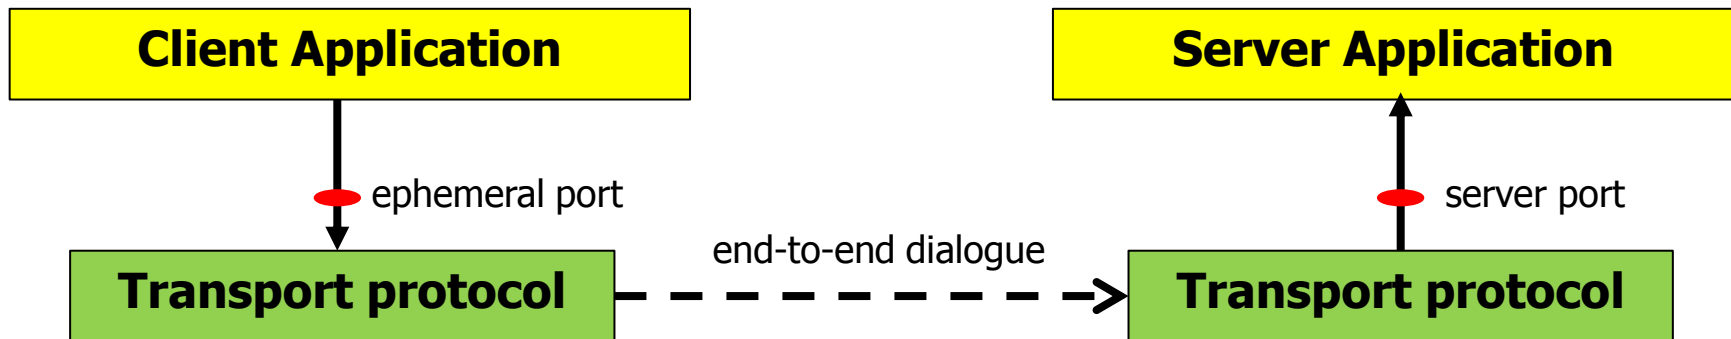 Client Application
Server Application
ephemeral port
server port
end-to-end dialogue
Transport protocol
Transport protocol